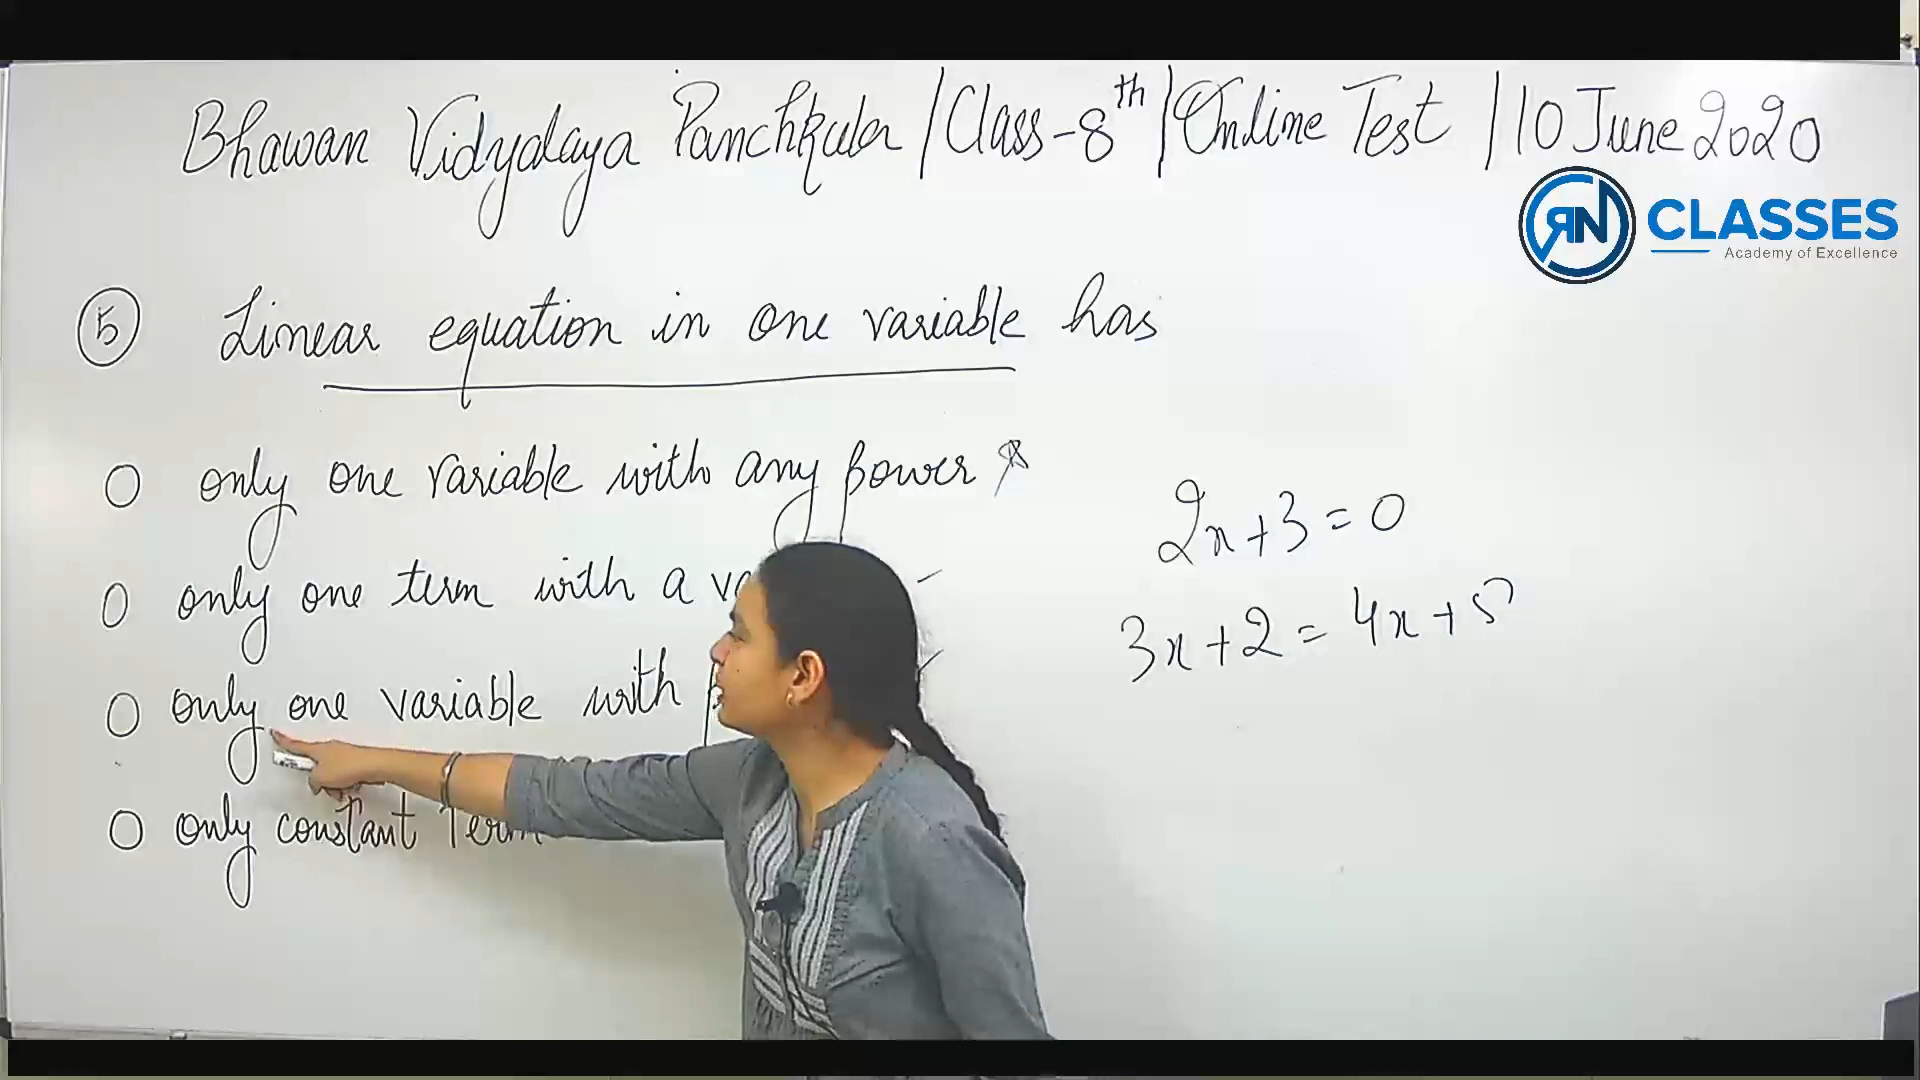 Bhawan Vidyalaya Panchkula | Class-8th | Online Test | 10 June 2020
RN CLASSES
Academy of Excellence
5 Linear equation in one variable has
only one variable with any power
only one term with a
only one variable with
only constant Term
2x+3=0
3x+2=4x+5